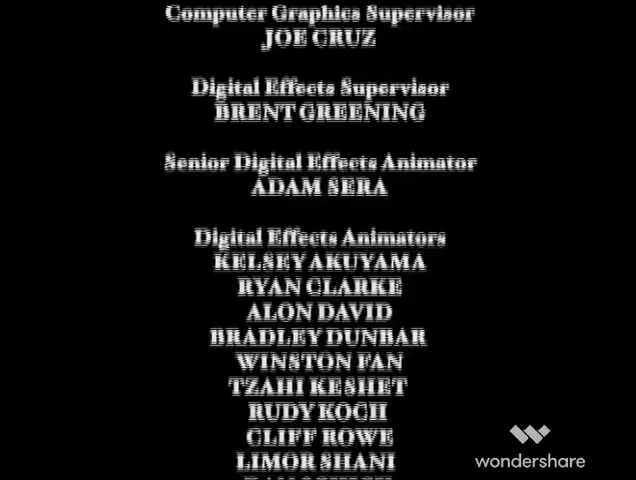 Computer Graphics Supervisor
JOE CRUZ
Digital Effects Supervisor
BRENT GREENING
Senior Digital Effects Animator
ADAM SERA
Digital Effects Animators
KELSEY AKUYAMA
RYAN CLARKE
ALON DAVID
BRADLEY DUNBAR
WINSTON FAN
TZAHI KESHET
RUDY KOCH
CLIFF ROWE
LIMOR SHANI
wondershare